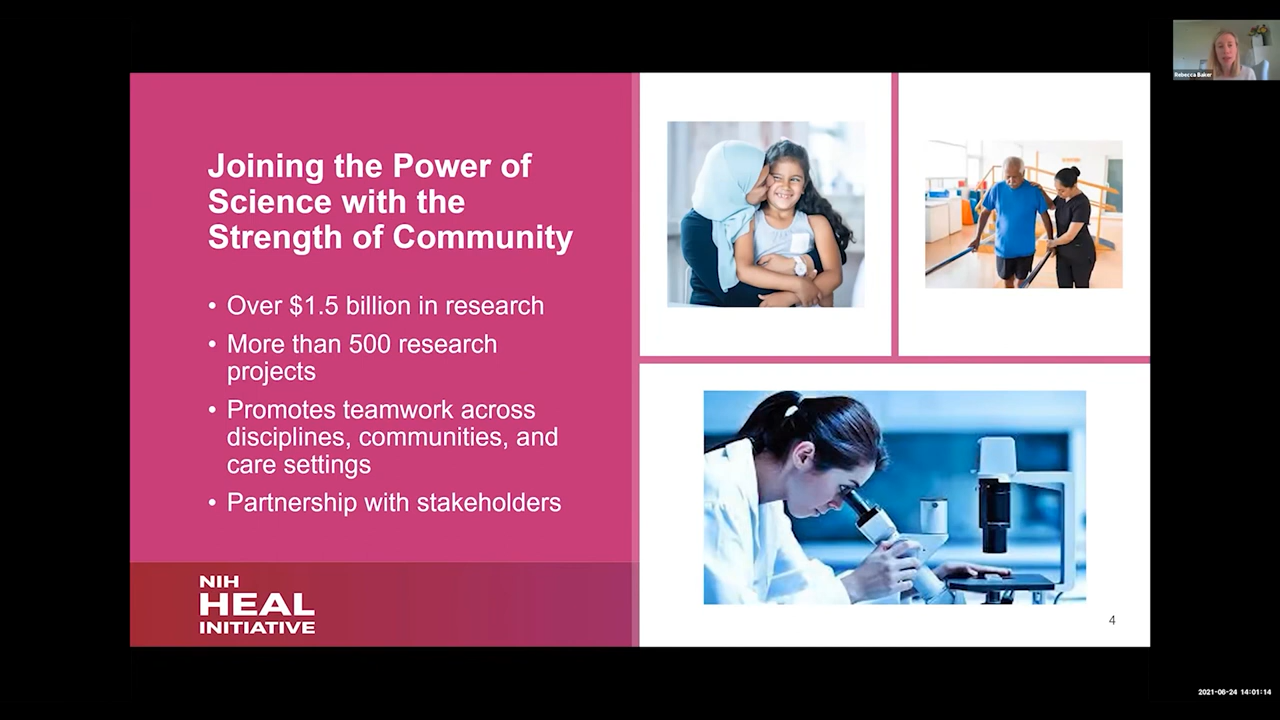 Joining the Power of
Science with the
Strength of Community
• Over $1.5 billion in research
• More than 500 research
projects
• Promotes teamwork across
disciplines, communities, and
care settings
• Partnership with stakeholders
NIH
HEAL
INITIATIVE
4
Rebecca Baker
2021-06-24 14:01:14